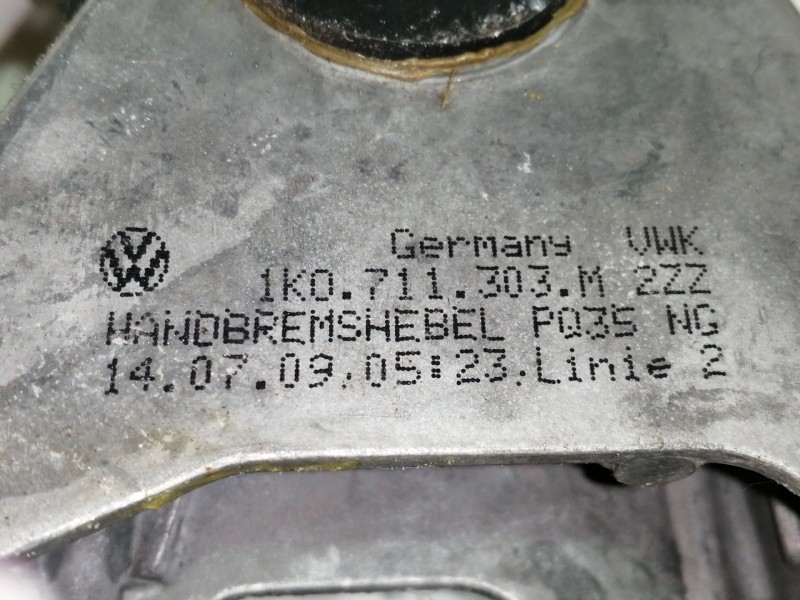 Germany VWK
1K0.711.303.M 2ZZ
HANDBREMSHEBEL PQ35 NG
14.07.09.05:23.Linie 2